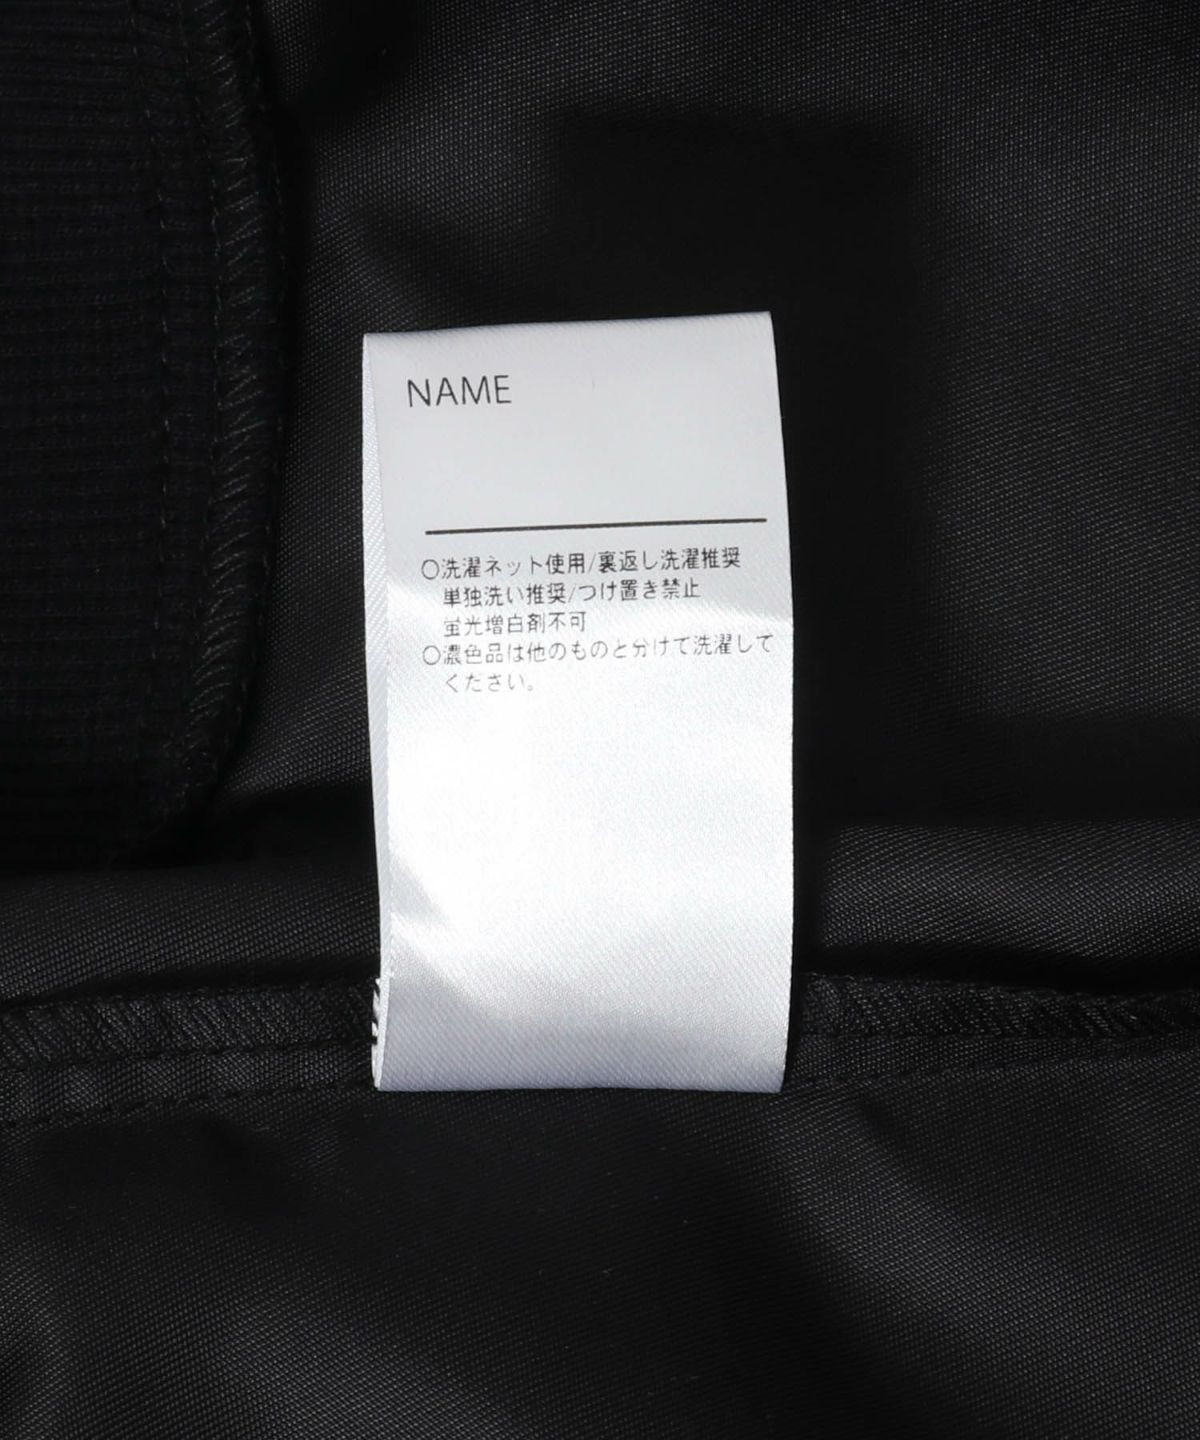 NAME
○洗濯ネット使用/裏返し洗濯推奨
単独洗い推奨/つけ置き禁止
蛍光増白剤不可
○濃色品は他のものと分けて洗濯して
ください。